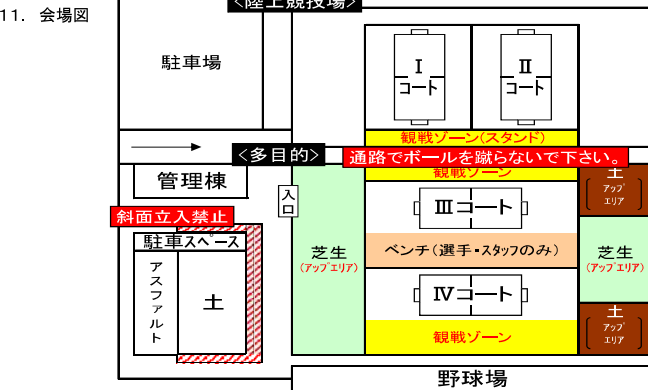 11. 会場図
<陸上競技場>
駐車場
Ⅰ
コート
Ⅱ
コート
観戦ゾーン(スタンド)
<多目的>
通路でボールを蹴らないで下さい。
観戦ゾーン
管理棟
入口
土
アップ
エリア
斜面立入禁止
Ⅲコート
駐車スペース
ベンチ(選手・スタッフのみ)
芝生
(アップエリア)
芝生
(アップエリア)
アスファルト
土
Ⅳコート
土
アップ
エリア
観戦ゾーン
野球場